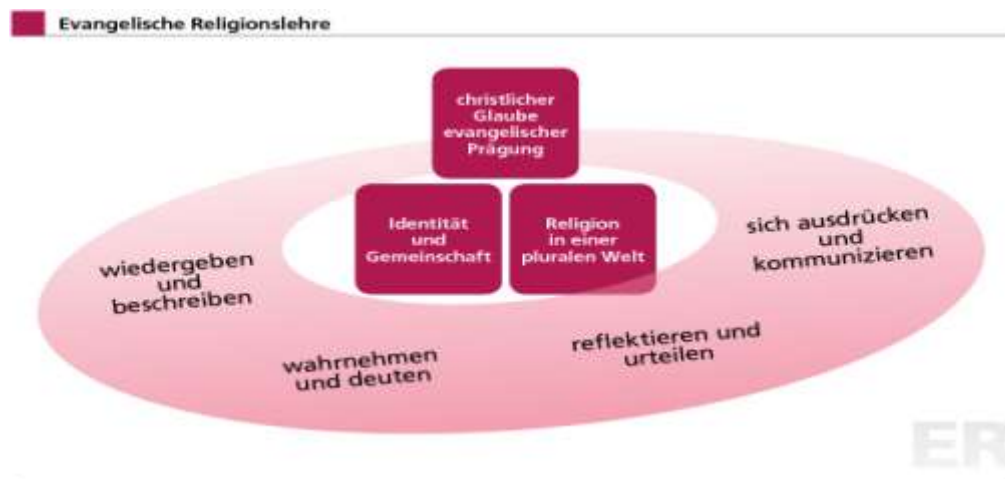 Evangelische Religionslehre
christlicher
Glaube
evangelischer
Prägung
Identität
und
Gemeinschaft
Religion
in einer
pluralen Welt
wiedergeben
und
beschreiben
wahrnehmen
und deuten
reflektieren und
urteilen
sich ausdrücken
und
kommunizieren
ER